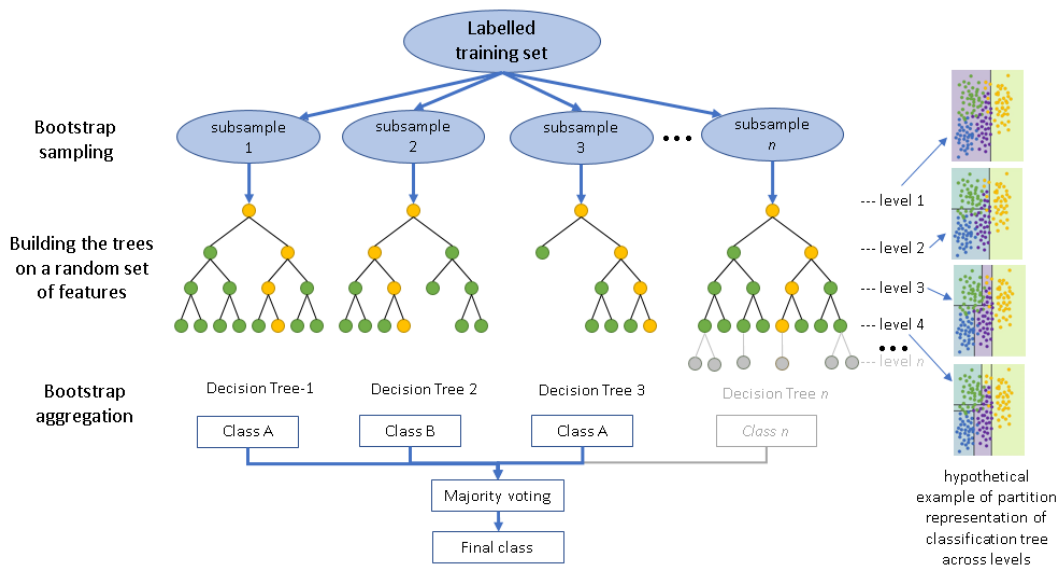 Labelled
training set
Bootstrap
sampling
subsample
1
subsample
2
subsample
3
•••
subsample
n
Building the trees
on a random set
of features
--- level 1
--- level 2
--- level 3
--- level 4
•••
--- level n
Bootstrap
aggregation
Decision Tree-1
Decision Tree 2
Decision Tree 3
Decision Tree n
Class A
Class B
Class A
Class n
Majority voting
Final class
hypothetical
example of partition
representation of
classification tree
across levels